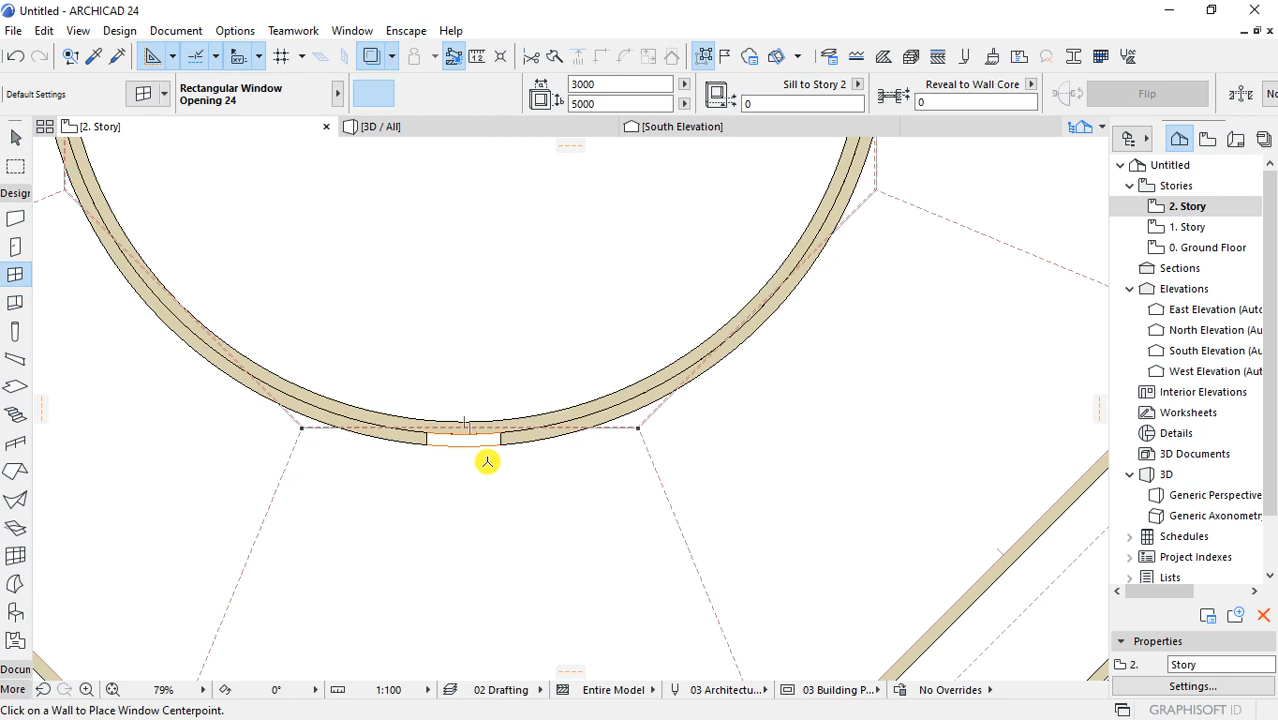 Untitled - ARCHICAD 24
File Edit View Design Document Options Teamwork Window Enscape Help
Default Settings
Rectangular Window
Opening 24
3000
5000
Sill to Story 2
0
Reveal to Wall Core
0
Flip
No
[2. Story]
[3D / All]
[South Elevation]
Design
Docun
More
Untitled
Stories
2. Story
1. Story
0. Ground Floor
Sections
Elevations
East Elevation (Auto
North Elevation (Au
South Elevation (Au
West Elevation (Aut
Interior Elevations
Worksheets
Details
3D Documents
3D
Generic Perspective
Generic Axonometr
Schedules
Project Indexes
Lists
Properties
2.
Story
Settings...
79%
0°
1:100
02 Drafting
Entire Model
03 Architectu...
03 Building P...
No Overrides
Click on a Wall to Place Window Centerpoint.
GRAPHISOFT ID